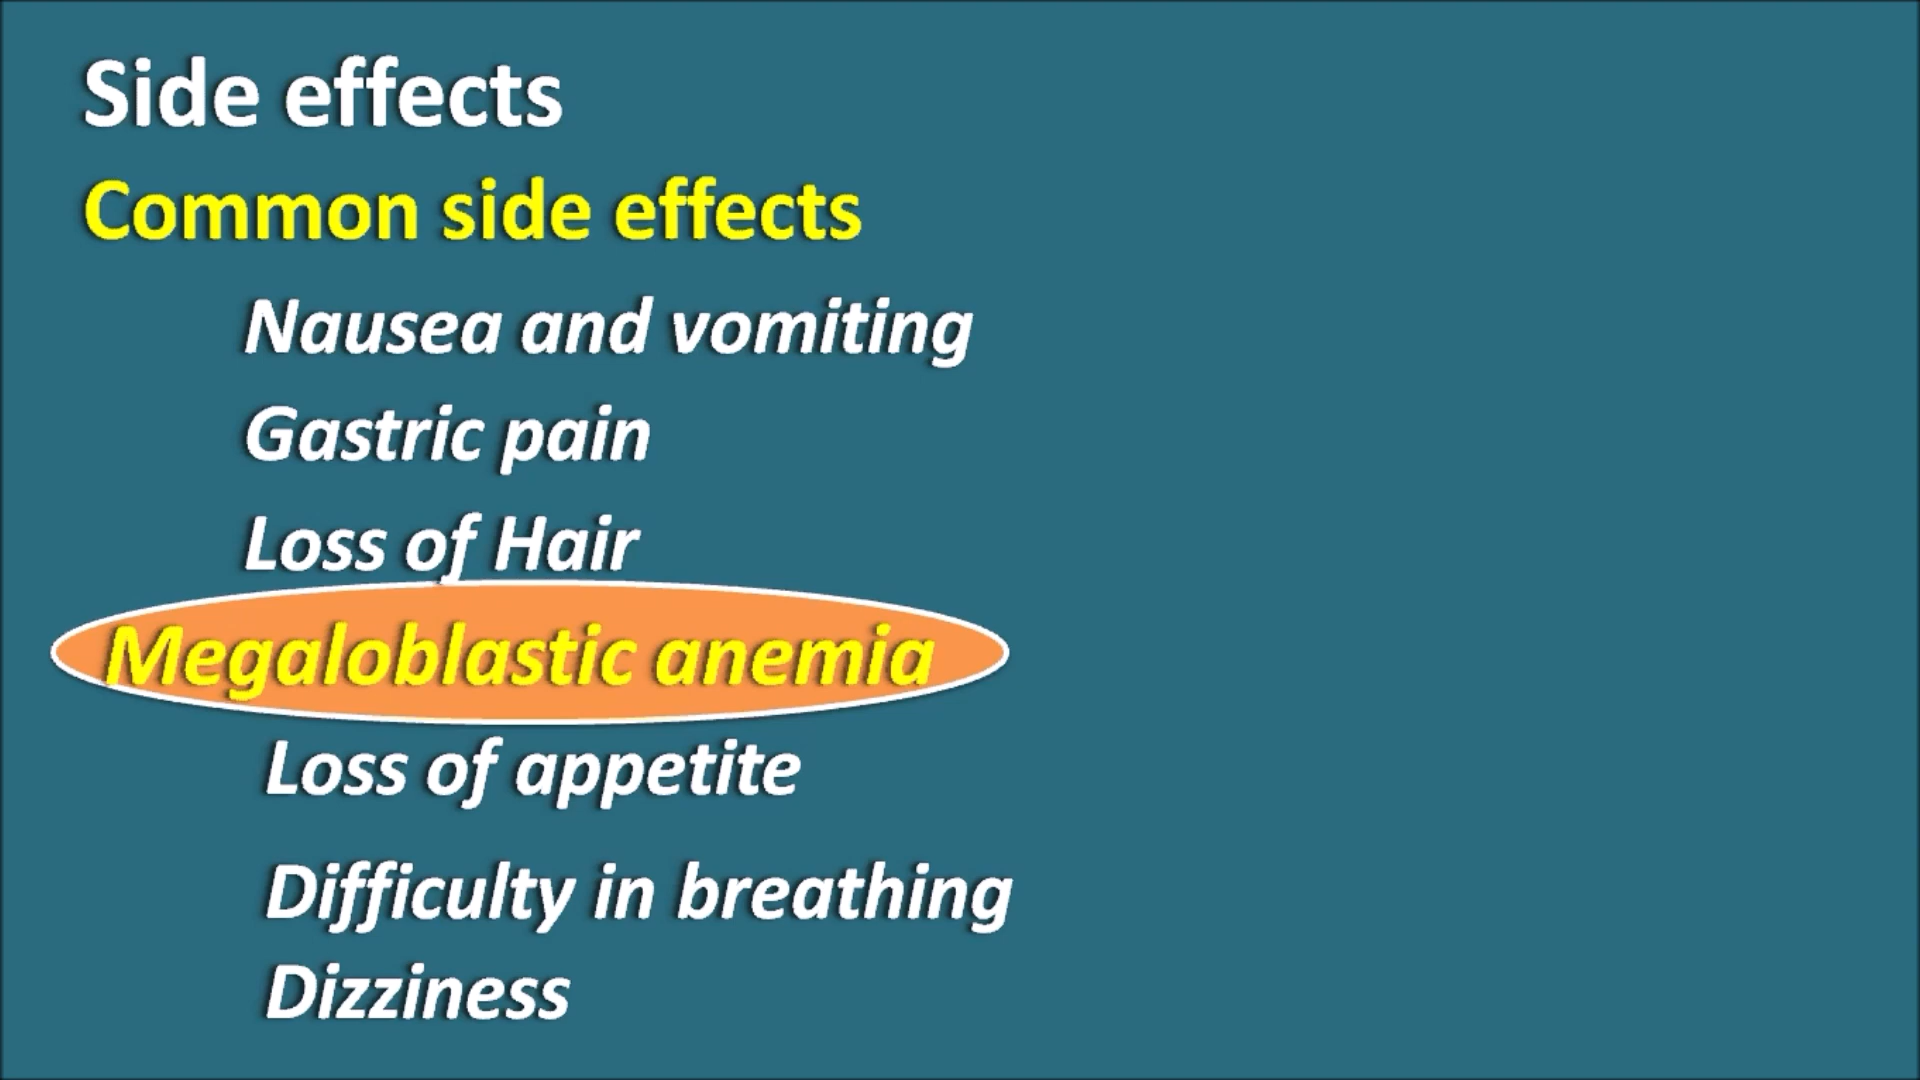 Side effects
Common side effects
Nausea and vomiting
Gastric pain
Loss of Hair
Megaloblastic anemia
Loss of appetite
Difficulty in breathing
Dizziness